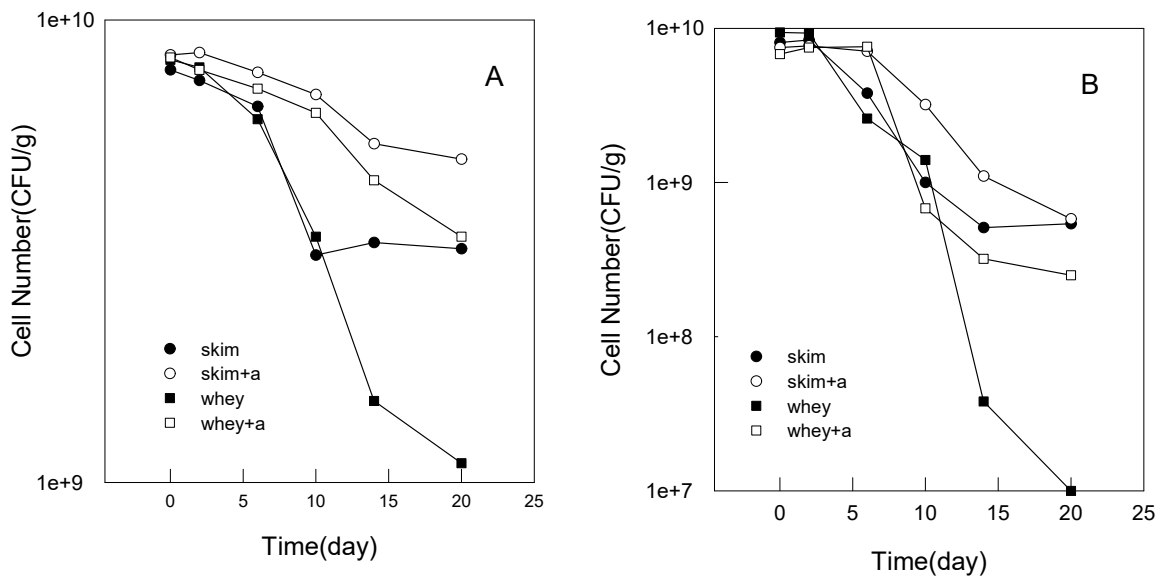 1e+10
A
Cell Number(CFU/g)
skim
skim+a
whey
whey+a
1e+9
0 5 10 15 20 25
Time(day)
1e+10
B
1e+9
Cell Number(CFU/g)
1e+8
skim
skim+a
whey
whey+a
1e+7
0 5 10 15 20 25
Time(day)